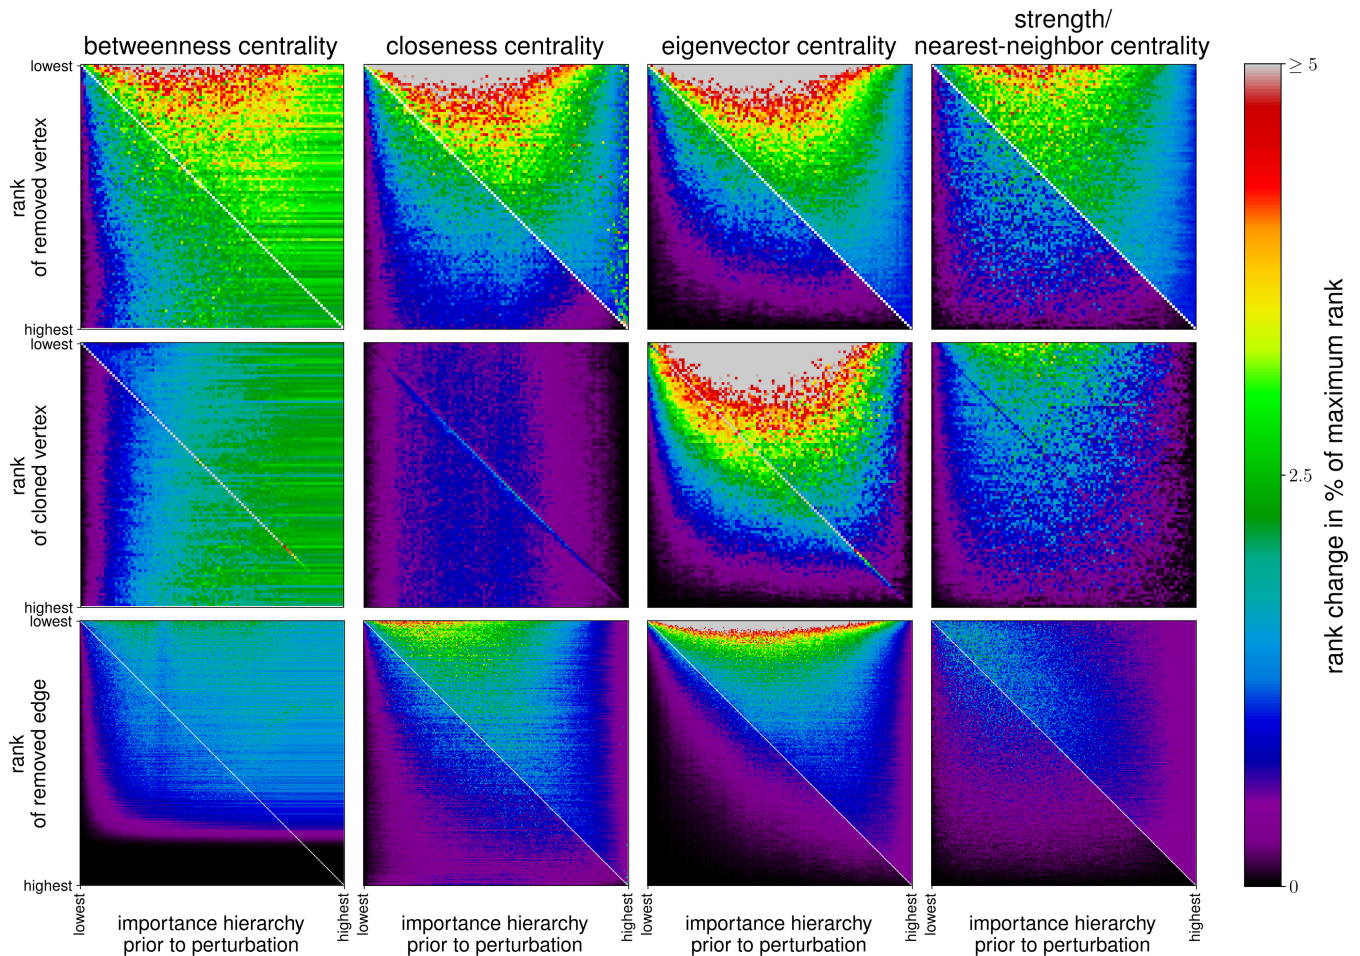 betweenness centrality
closeness centrality
eigenvector centrality
strength/
nearest-neighbor centrality
lowest
rank
of removed vertex
highest
lowest
rank
of cloned vertex
highest
lowest
rank
of removed edge
highest
lowest
importance hierarchy
prior to perturbation
highest
lowest
importance hierarchy
prior to perturbation
highest
lowest
importance hierarchy
prior to perturbation
highest
lowest
importance hierarchy
prior to perturbation
highest
≥ 5
2.5
0
rank change in % of maximum rank